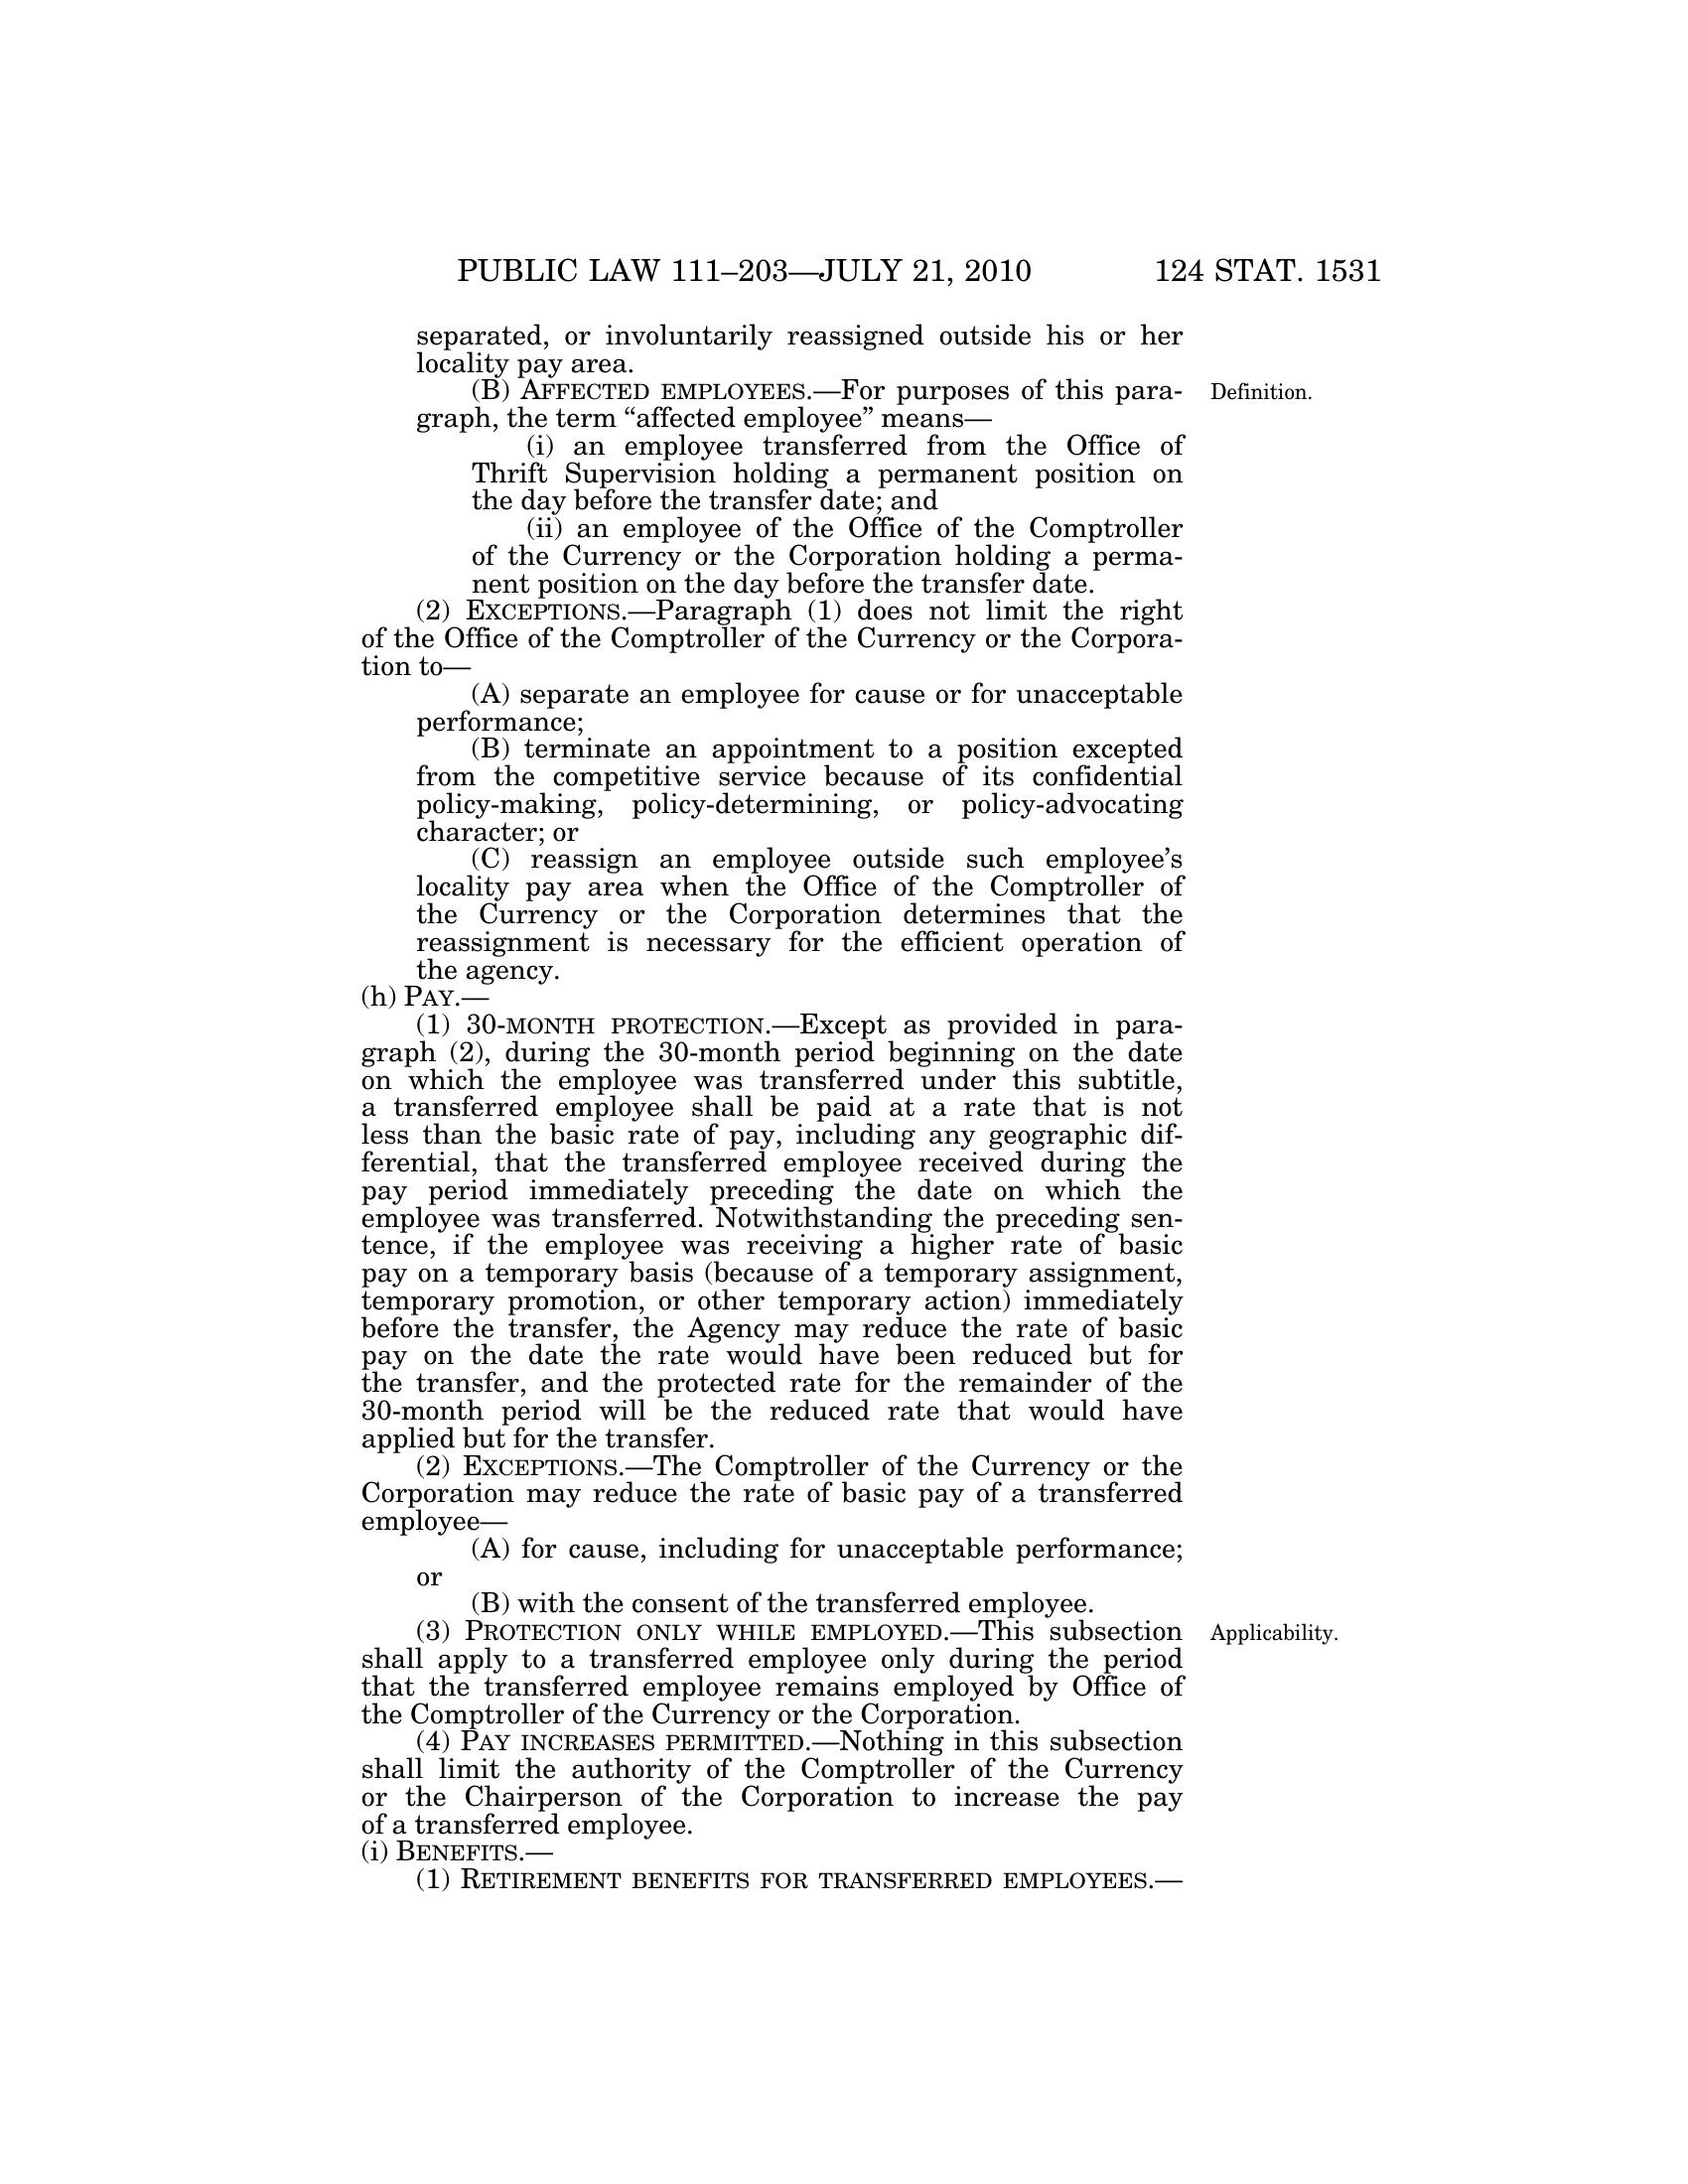 PUBLIC LAW 111–203—JULY 21, 2010 124 STAT. 1531
separated, or involuntarily reassigned outside his or her
locality pay area.
(B) AFFECTED EMPLOYEES.—For purposes of this para- Definition.
graph, the term “affected employee” means—
(i) an employee transferred from the Office of
Thrift Supervision holding a permanent position on
the day before the transfer date; and
(ii) an employee of the Office of the Comptroller
of the Currency or the Corporation holding a perma-
nent position on the day before the transfer date.
(2) EXCEPTIONS.—Paragraph (1) does not limit the right
of the Office of the Comptroller of the Currency or the Corpora-
tion to—
(A) separate an employee for cause or for unacceptable
performance;
(B) terminate an appointment to a position excepted
from the competitive service because of its confidential
policy-making, policy-determining, or policy-advocating
character; or
(C) reassign an employee outside such employee’s
locality pay area when the Office of the Comptroller of
the Currency or the Corporation determines that the
reassignment is necessary for the efficient operation of
the agency.
(h) PAY.—
(1) 30-MONTH PROTECTION.—Except as provided in para-
graph (2), during the 30-month period beginning on the date
on which the employee was transferred under this subtitle,
a transferred employee shall be paid at a rate that is not
less than the basic rate of pay, including any geographic dif-
ferential, that the transferred employee received during the
pay period immediately preceding the date on which the
employee was transferred. Notwithstanding the preceding sen-
tence, if the employee was receiving a higher rate of basic
pay on a temporary basis (because of a temporary assignment,
temporary promotion, or other temporary action) immediately
before the transfer, the Agency may reduce the rate of basic
pay on the date the rate would have been reduced but for
the transfer, and the protected rate for the remainder of the
30-month period will be the reduced rate that would have
applied but for the transfer.
(2) EXCEPTIONS.—The Comptroller of the Currency or the
Corporation may reduce the rate of basic pay of a transferred
employee—
(A) for cause, including for unacceptable performance;
or
(B) with the consent of the transferred employee.
(3) PROTECTION ONLY WHILE EMPLOYED.—This subsection Applicability.
shall apply to a transferred employee only during the period
that the transferred employee remains employed by Office of
the Comptroller of the Currency or the Corporation.
(4) PAY INCREASES PERMITTED.—Nothing in this subsection
shall limit the authority of the Comptroller of the Currency
or the Chairperson of the Corporation to increase the pay
of a transferred employee.
(i) BENEFITS.—
(1) RETIREMENT BENEFITS FOR TRANSFERRED EMPLOYEES.—